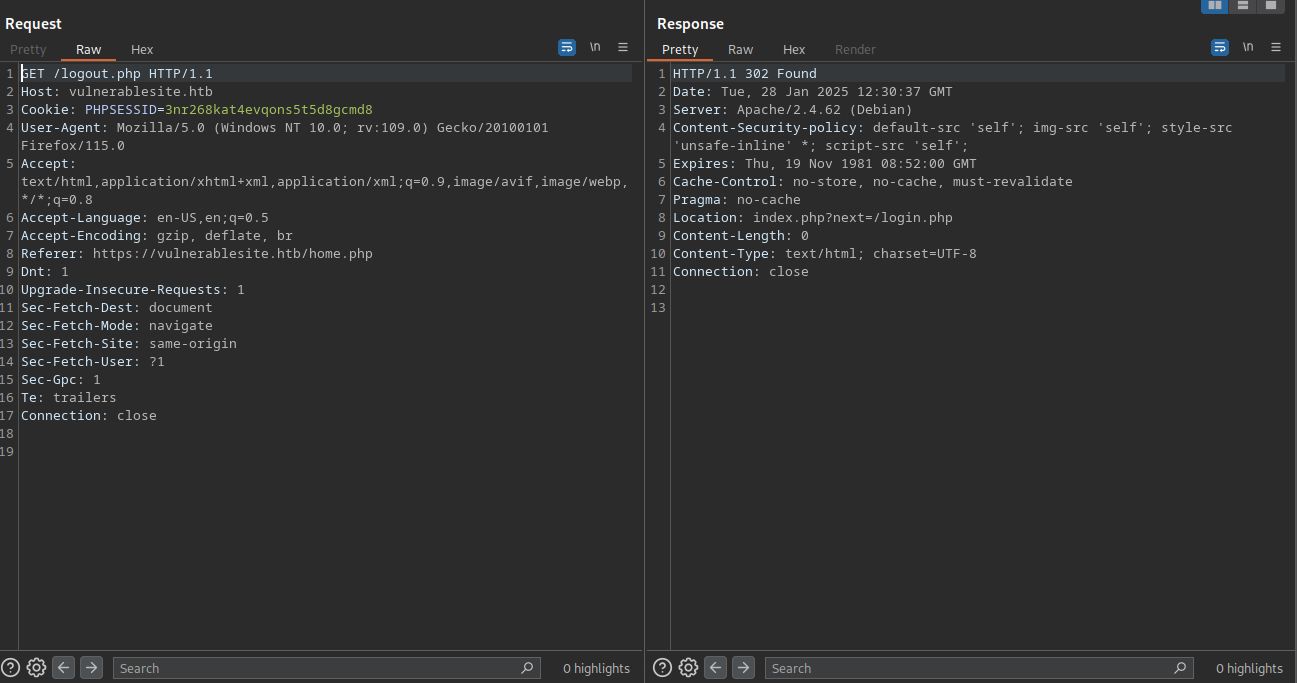 Request
Pretty Raw Hex \n
1 GET /logout.php HTTP/1.1
2 Host: vulnerablesite.htb
3 Cookie: PHPSESSID=3nr268kat4evqons5t5d8gcmd8
4 User-Agent: Mozilla/5.0 (Windows NT 10.0; rv:109.0) Gecko/20100101
Firefox/115.0
5 Accept:
text/html,application/xhtml+xml,application/xml;q=0.9,image/avif,image/webp,
*/*;q=0.8
6 Accept-Language: en-US,en;q=0.5
7 Accept-Encoding: gzip, deflate, br
8 Referer: https://vulnerablesite.htb/home.php
9 Dnt: 1
10 Upgrade-Insecure-Requests: 1
11 Sec-Fetch-Dest: document
12 Sec-Fetch-Mode: navigate
13 Sec-Fetch-Site: same-origin
14 Sec-Fetch-User: ?1
15 Sec-Gpc: 1
16 Te: trailers
17 Connection: close
18
19
Search 0 highlights
Response
Pretty Raw Hex Render \n
1 HTTP/1.1 302 Found
2 Date: Tue, 28 Jan 2025 12:30:37 GMT
3 Server: Apache/2.4.62 (Debian)
4 Content-Security-policy: default-src 'self'; img-src 'self'; style-src
'unsafe-inline' *; script-src 'self';
5 Expires: Thu, 19 Nov 1981 08:52:00 GMT
6 Cache-Control: no-store, no-cache, must-revalidate
7 Pragma: no-cache
8 Location: index.php?next=/login.php
9 Content-Length: 0
10 Content-Type: text/html; charset=UTF-8
11 Connection: close
12
13
Search 0 highlights